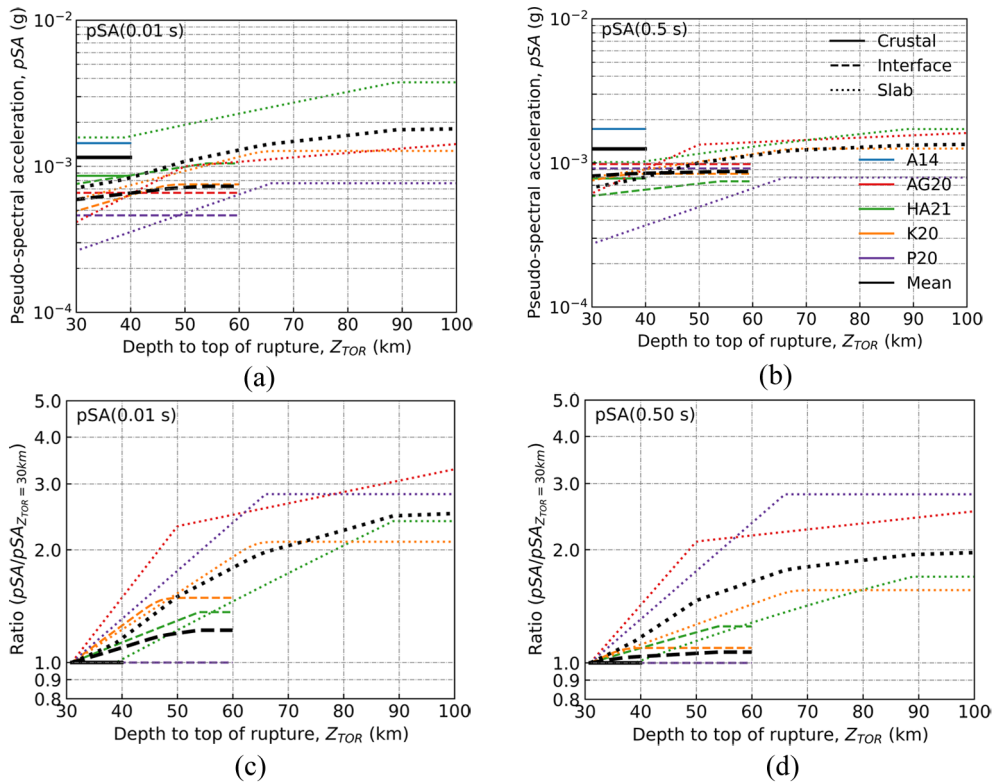 pSA(0.01 s)
Pseudo-spectral acceleration, pSA (g)
10⁻²
10⁻³
10⁻⁴
30 40 50 60 70 80 90 100
Depth to top of rupture, Z_TOR (km)
(a)
pSA(0.5 s)
Pseudo-spectral acceleration, pSA (g)
10⁻²
10⁻³
10⁻⁴
Crustal
Interface
Slab
A14
AG20
HA21
K20
P20
Mean
30 40 50 60 70 80 90 100
Depth to top of rupture, Z_TOR (km)
(b)
pSA(0.01 s)
Ratio (pSA/pSA_{Z_TOR = 30km})
5.0
4.0
3.0
2.0
1.0
0.9
0.8
30 40 50 60 70 80 90 100
Depth to top of rupture, Z_TOR (km)
(c)
pSA(0.50 s)
Ratio (pSA/pSA_{Z_TOR = 30km})
5.0
4.0
3.0
2.0
1.0
0.9
0.8
30 40 50 60 70 80 90 100
Depth to top of rupture, Z_TOR (km)
(d)